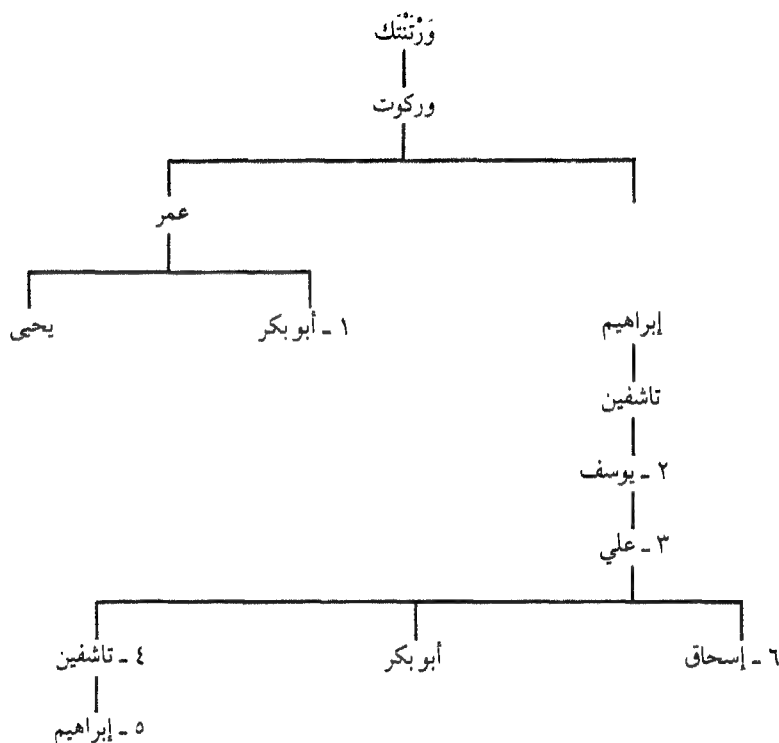 وَرْتَنْتَك
وركوت
عمر
إبراهيم
١ - أبو بكر
يحيى
تاشفين
٢ - يوسف
٣ - علي
٦ - إسحاق
أبو بكر
٤ - تاشفين
٥ - إبراهيم